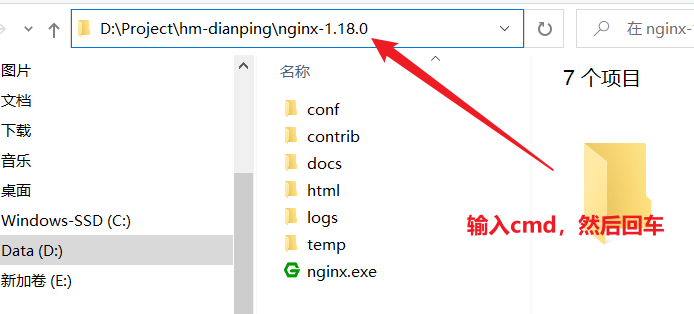 D:\Project\hm-dianping\nginx-1.18.0
在 nginx-1
图片
文档
下载
音乐
桌面
Windows-SSD (C:)
Data (D:)
新加卷 (E:)
名称
conf
contrib
docs
html
logs
temp
nginx.exe
7 个项目
输入cmd，然后回车